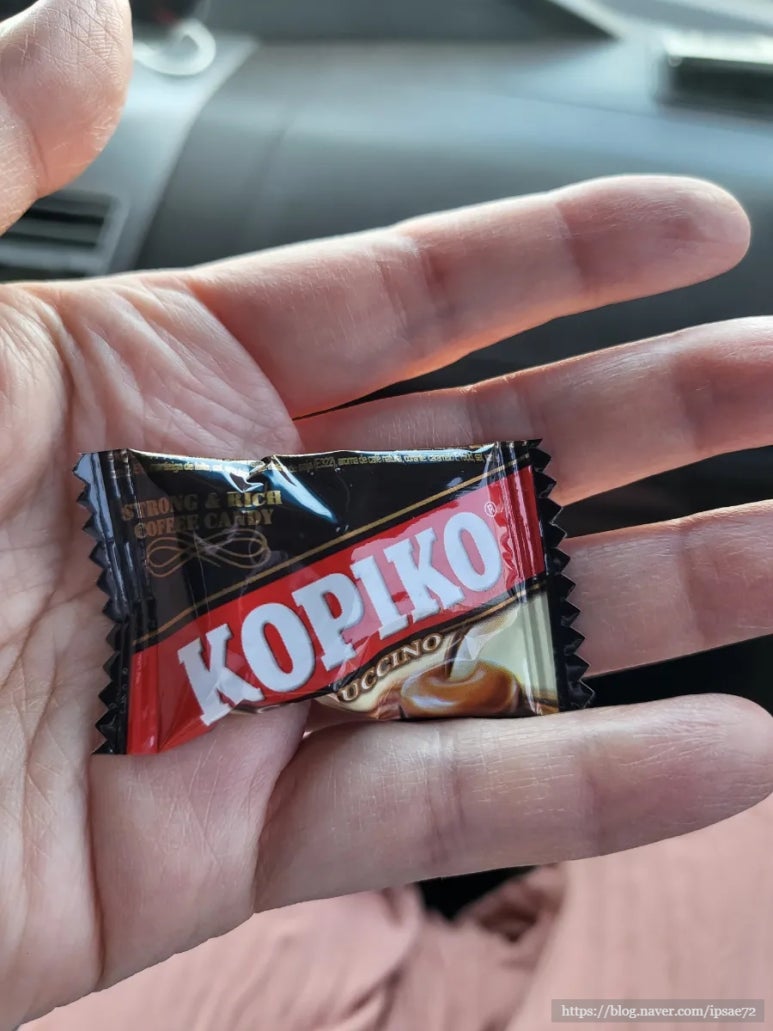 STRONG & RICH
COFFEE CANDY
KOPIKO®
UCCINO
https://blog.naver.com/ipsae72